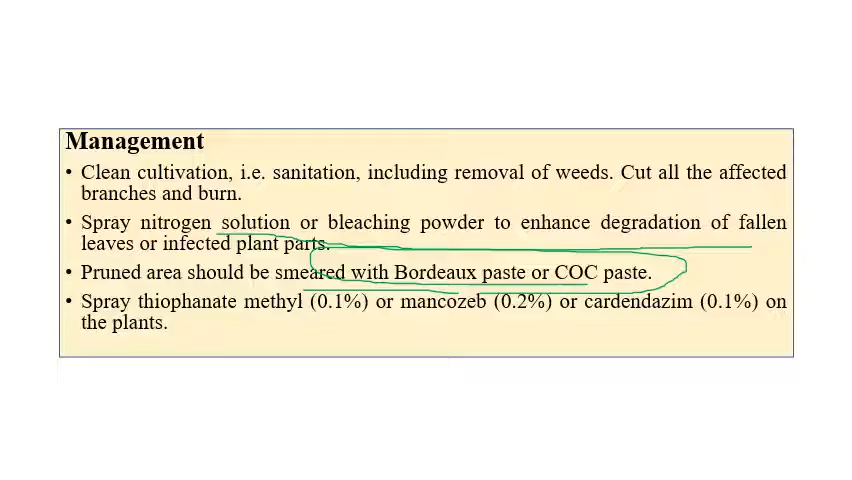 Management
• Clean cultivation, i.e. sanitation, including removal of weeds. Cut all the affected
branches and burn.
• Spray nitrogen solution or bleaching powder to enhance degradation of fallen
leaves or infected plant parts.
• Pruned area should be smeared with Bordeaux paste or COC paste.
• Spray thiophanate methyl (0.1%) or mancozeb (0.2%) or cardendazim (0.1%) on
the plants.